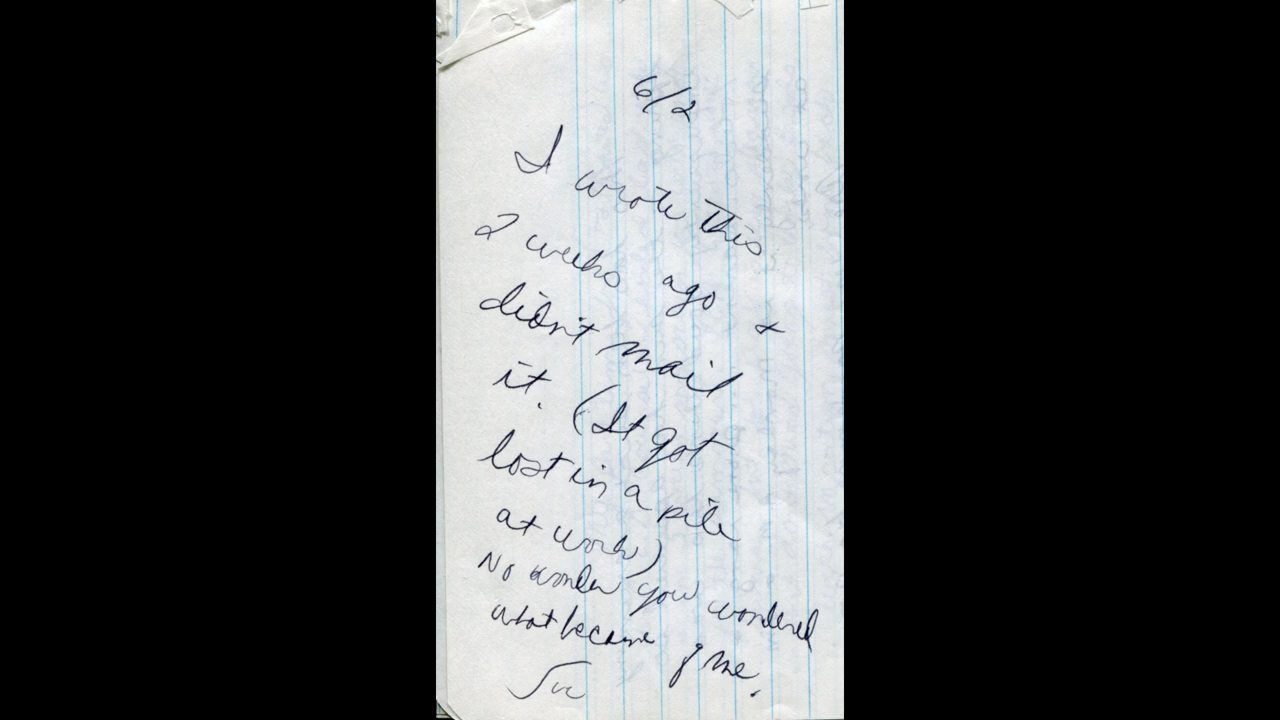 6/2
I wrote this
2 weeks ago &
didn't mail
it. (It got
lost in a pile
at work)
No wonder you wondered
what became of me.
Sue